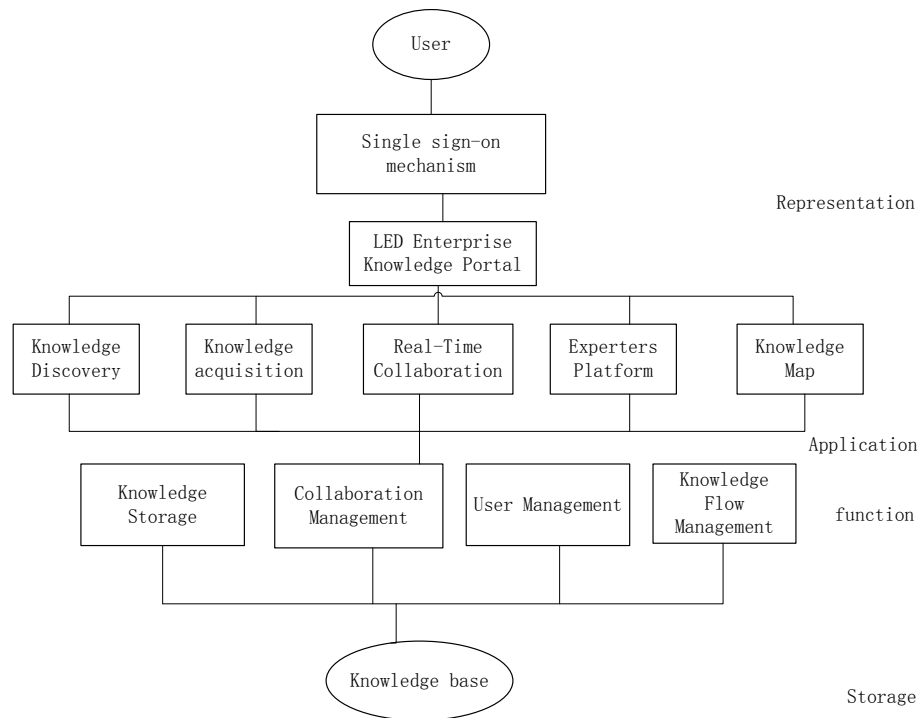 User
Single sign-on
mechanism
Representation
LED Enterprise
Knowledge Portal
Knowledge
Discovery
Knowledge
acquisition
Real-Time
Collaboration
Experters
Platform
Knowledge
Map
Application
Knowledge
Storage
Collaboration
Management
User Management
Knowledge
Flow
Management
function
Knowledge base
Storage